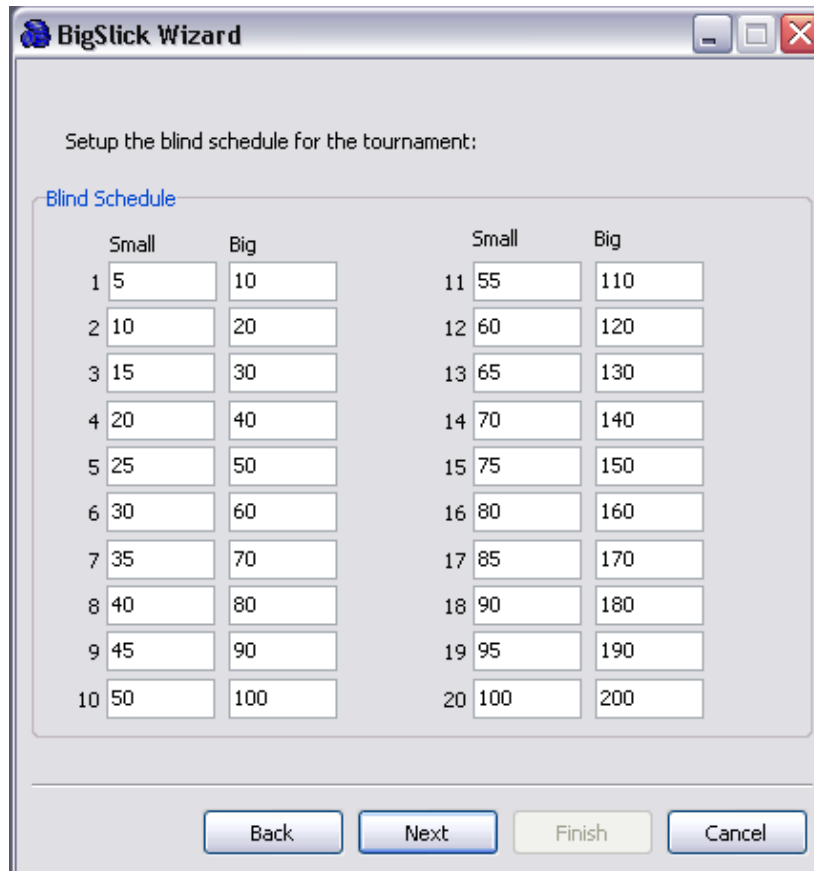 BigSlick Wizard
Setup the blind schedule for the tournament:
Blind Schedule
Small Big Small Big
1 5 10 11 55 110
2 10 20 12 60 120
3 15 30 13 65 130
4 20 40 14 70 140
5 25 50 15 75 150
6 30 60 16 80 160
7 35 70 17 85 170
8 40 80 18 90 180
9 45 90 19 95 190
10 50 100 20 100 200
Back Next Finish Cancel